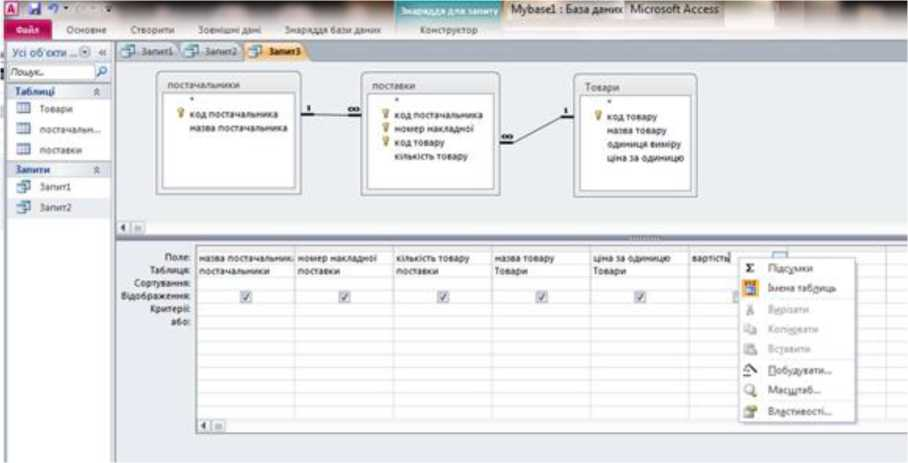 Знаряддя для запиту Mybase1 : База даних Microsoft Access
Файл Основне Створити Зовнішні дані Знаряддя бази даних Конструктор
Усі об'єкти ... «
Запит1 Запит2 Запит3
Пошук...
Таблиці
Товари
постачальн...
поставки
Запити
Запит1
Запит2
постачальники
*
код постачальника
назва постачальника
1 ∞
поставки
*
код постачальника
номер накладної
код товару
кількість товару
∞ 1
Товари
*
код товару
назва товару
одиниця виміру
ціна за одиницю
Поле: назва постачальник номер накладної кількість товару назва товару ціна за одиницю вартість
Таблиця: постачальники поставки поставки Товари Товари
Сортування:
Відображення:
Критерії:
або:
Підсумки
Імена таблиць
Вирізати
Копіювати
Вставити
Побудувати...
Масштаб...
Властивості...